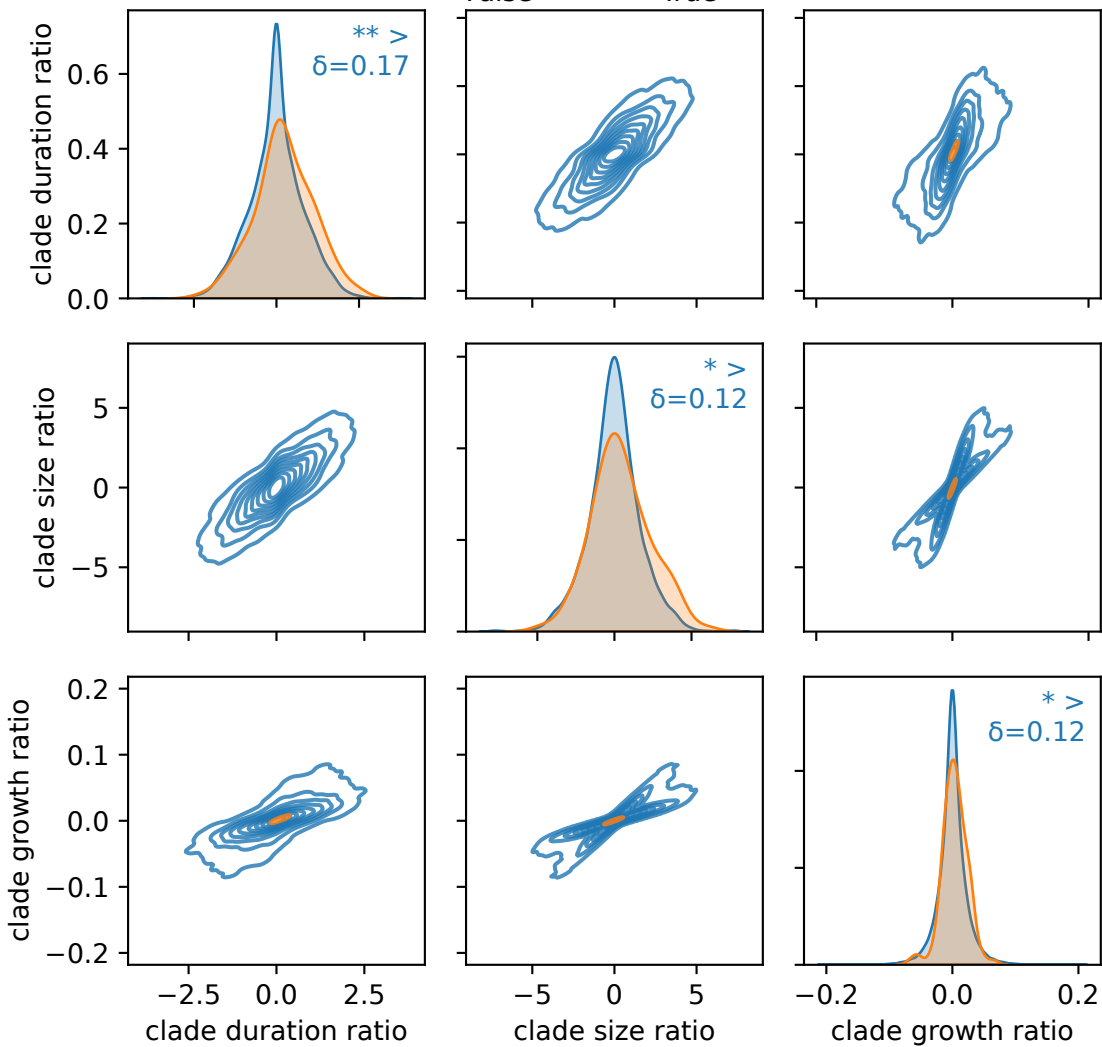 False True
** >
δ=0.17
clade duration ratio
0.6
0.4
0.2
0.0
* >
δ=0.12
clade size ratio
5
0
−5
* >
δ=0.12
clade growth ratio
0.2
0.1
0.0
−0.1
−0.2
−2.5 0.0 2.5 −5 0 5 −0.2 0.0 0.2
clade duration ratio clade size ratio clade growth ratio